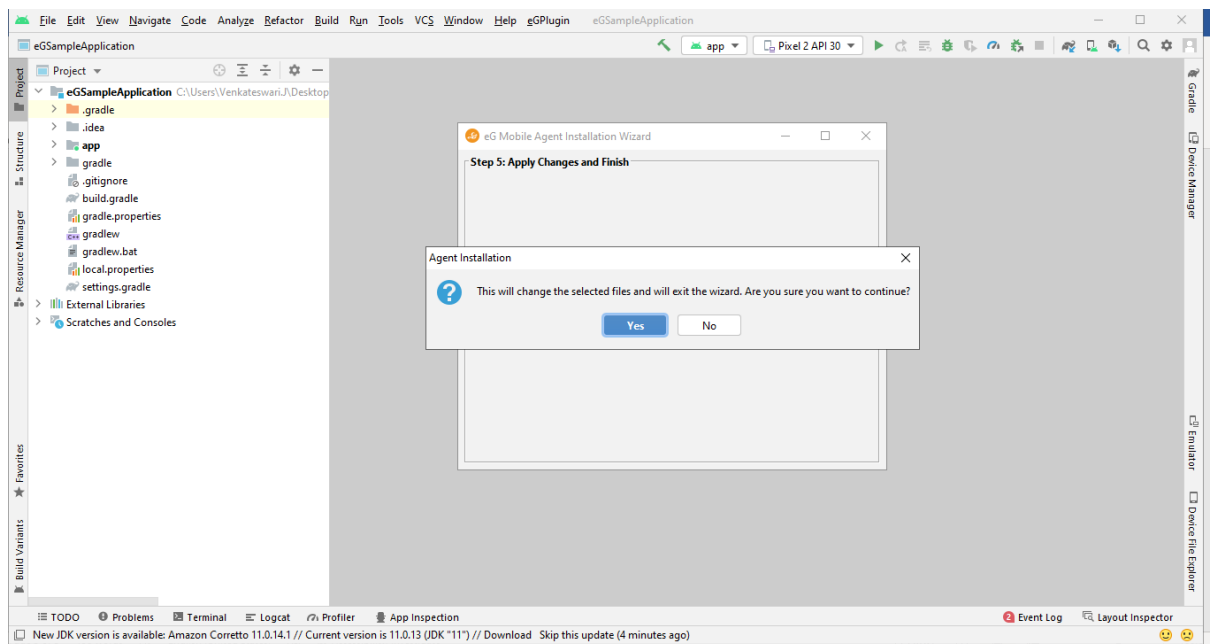 File Edit View Navigate Code Analyze Refactor Build Run Tools VCS Window Help eGPlugin eGSampleApplication
eGSampleApplication
app
Pixel 2 API 30
Project
eGSampleApplication C:\Users\Venkateswari.J\Desktop
.gradle
.idea
app
gradle
.gitignore
build.gradle
gradle.properties
gradlew
gradlew.bat
local.properties
settings.gradle
External Libraries
Scratches and Consoles
Project
Structure
Resource Manager
Favorites
Build Variants
eG Mobile Agent Installation Wizard
Step 5: Apply Changes and Finish
Agent Installation
This will change the selected files and will exit the wizard. Are you sure you want to continue?
Yes No
Gradle
Device Manager
Emulator
Device File Explorer
TODO Problems Terminal Logcat Profiler App Inspection 2 Event Log Layout Inspector
New JDK version is available: Amazon Corretto 11.0.14.1 // Current version is 11.0.13 (JDK "11") // Download Skip this update (4 minutes ago)